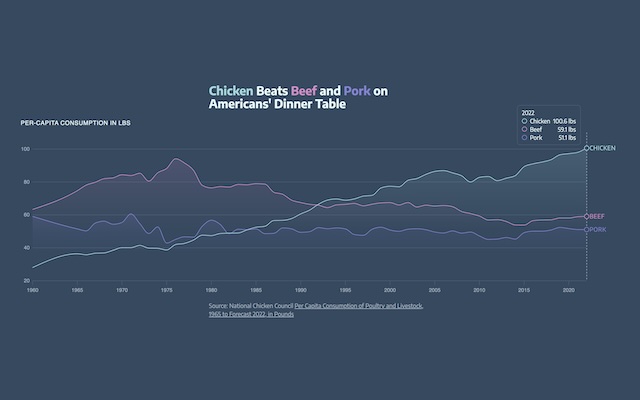 Chicken Beats Beef and Pork on
Americans' Dinner Table
PER-CAPITA CONSUMPTION IN LBS
2022
Chicken 100.6 lbs
Beef 59.1 lbs
Pork 51.1 lbs
100
80
60
40
20
CHICKEN
BEEF
PORK
1960 1965 1970 1975 1980 1985 1990 1995 2000 2005 2010 2015 2020
Source: National Chicken Council Per Capita Consumption of Poultry and Livestock,
1965 to Forecast 2022, in Pounds